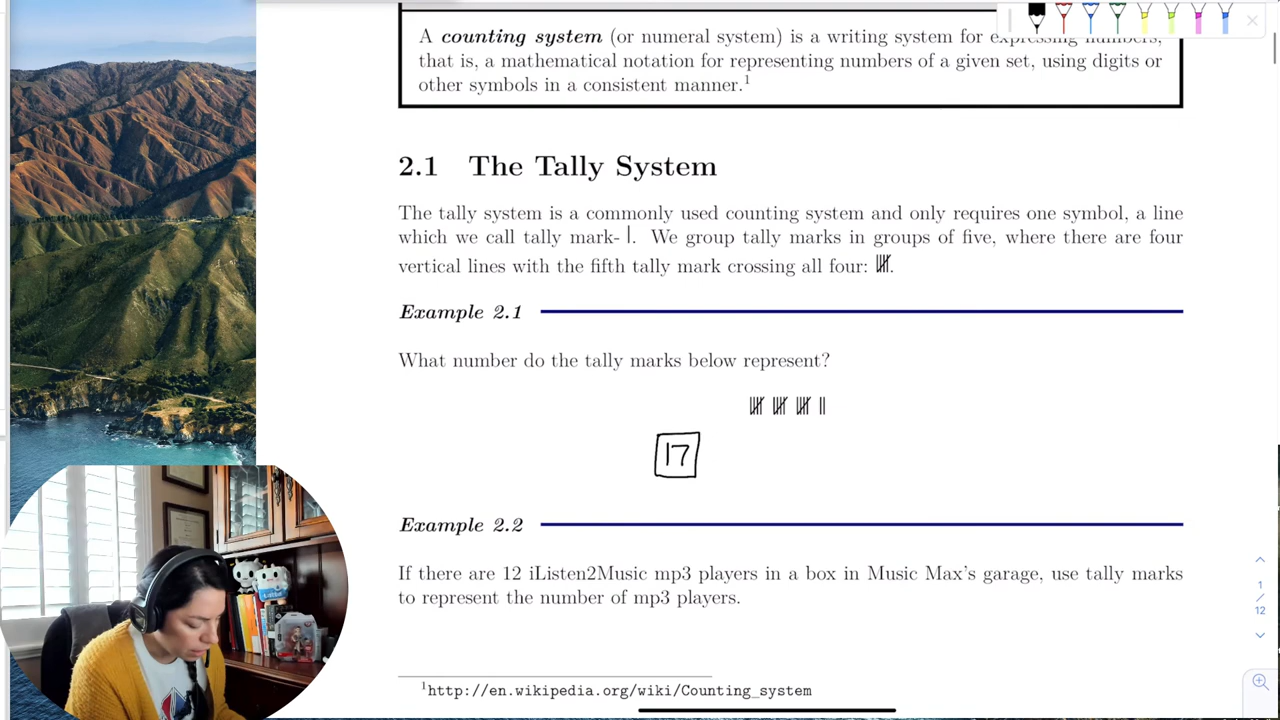 A counting system (or numeral system) is a writing system for expressing numbers,
that is, a mathematical notation for representing numbers of a given set, using digits or
other symbols in a consistent manner.1
2.1 The Tally System
The tally system is a commonly used counting system and only requires one symbol, a line
which we call tally mark- |. We group tally marks in groups of five, where there are four
vertical lines with the fifth tally mark crossing all four: 卌.
Example 2.1
What number do the tally marks below represent?
卌 卌 卌 ||
17
Example 2.2
If there are 12 iListen2Music mp3 players in a box in Music Max's garage, use tally marks
to represent the number of mp3 players.
1http://en.wikipedia.org/wiki/Counting_system
1
/
12